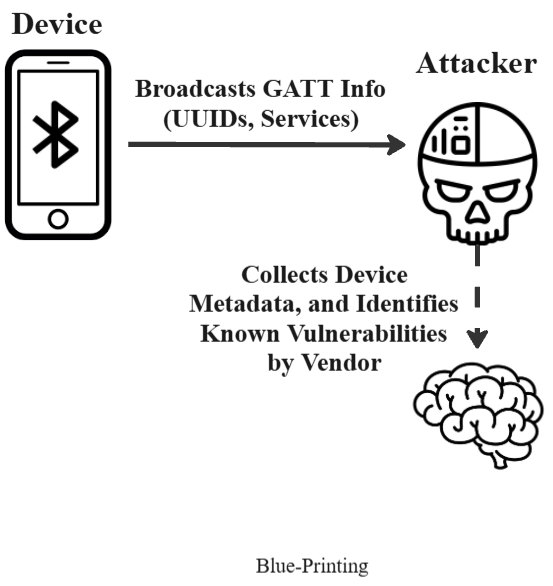 Device
Attacker
Broadcasts GATT Info
(UUIDs, Services)
Collects Device
Metadata, and Identifies
Known Vulnerabilities
by Vendor
Blue-Printing